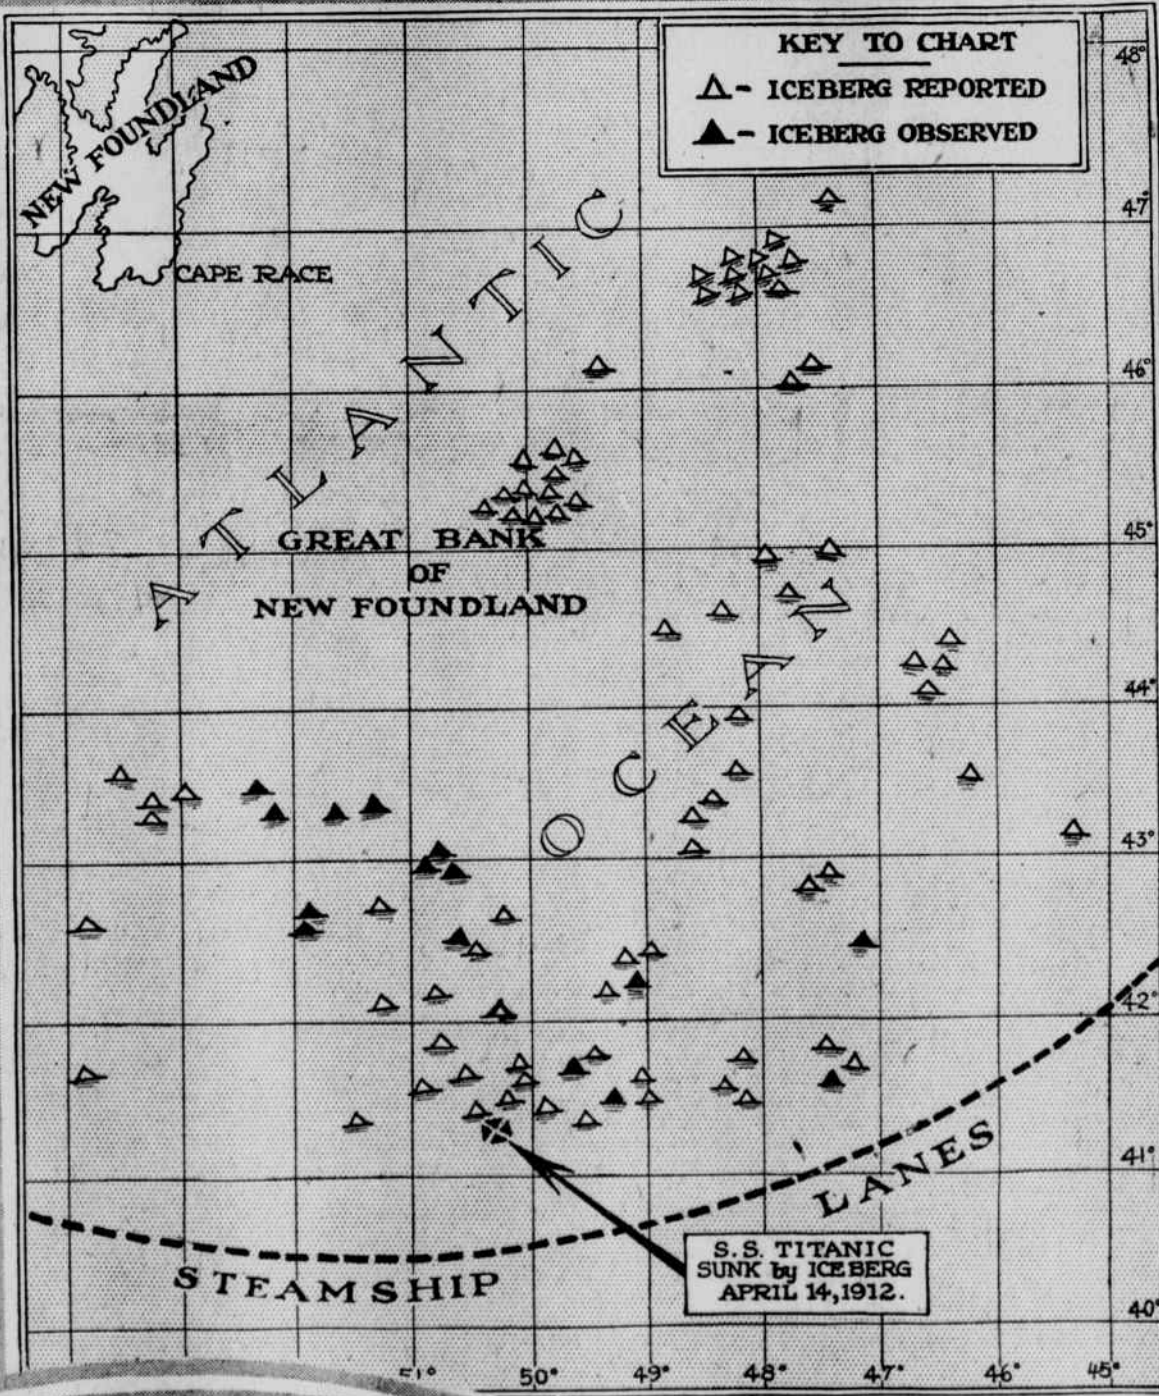 KEY TO CHART
△ - ICEBERG REPORTED
▲ - ICEBERG OBSERVED
48°
NEW FOUNDLAND
47°
CAPE RACE
ATLANTIC
46°
45°
GREAT BANK
OF
NEW FOUNDLAND
44°
OCEAN
43°
42°
41°
STEAMSHIP LANES
S.S. TITANIC
SUNK by ICEBERG
APRIL 14, 1912.
40°
51° 50° 49° 48° 47° 46° 45°